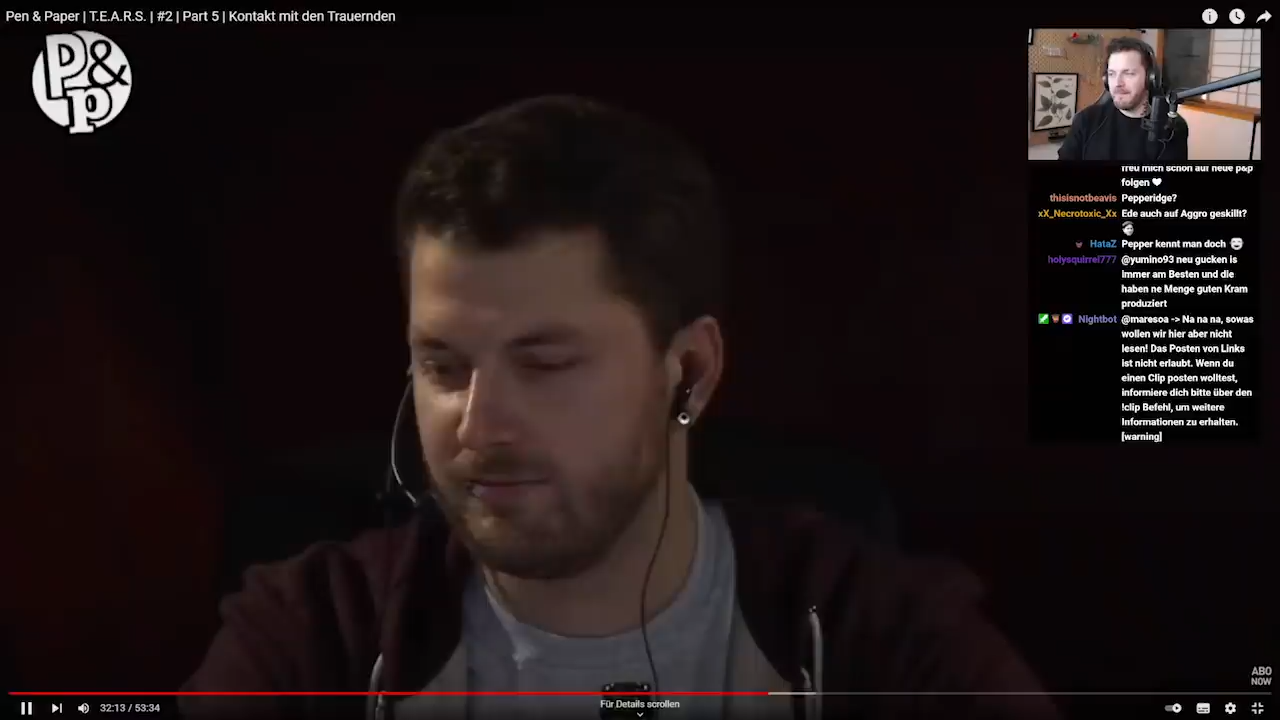 Pen & Paper | T.E.A.R.S. | #2 | Part 5 | Kontakt mit den Trauernden
P&P
freu mich schon auf neue p&p
folgen
thisisnotbeavis Pepperidge?
xX_Necrotoxic_Xx Ede auch auf Aggro geskillt?
HataZ Pepper kennt man doch
holysquirrel777 @yumino93 neu gucken is
immer am Besten und die
haben ne Menge guten Kram
produziert
Nightbot @maresoa -> Na na na, sowas
wollen wir hier aber nicht
lesen! Das Posten von Links
ist nicht erlaubt. Wenn du
einen Clip posten wolltest,
informiere dich bitte über den
!clip Befehl, um weitere
Informationen zu erhalten.
[warning]
ABO
NOW
32:13 / 53:34
Für Details scrollen